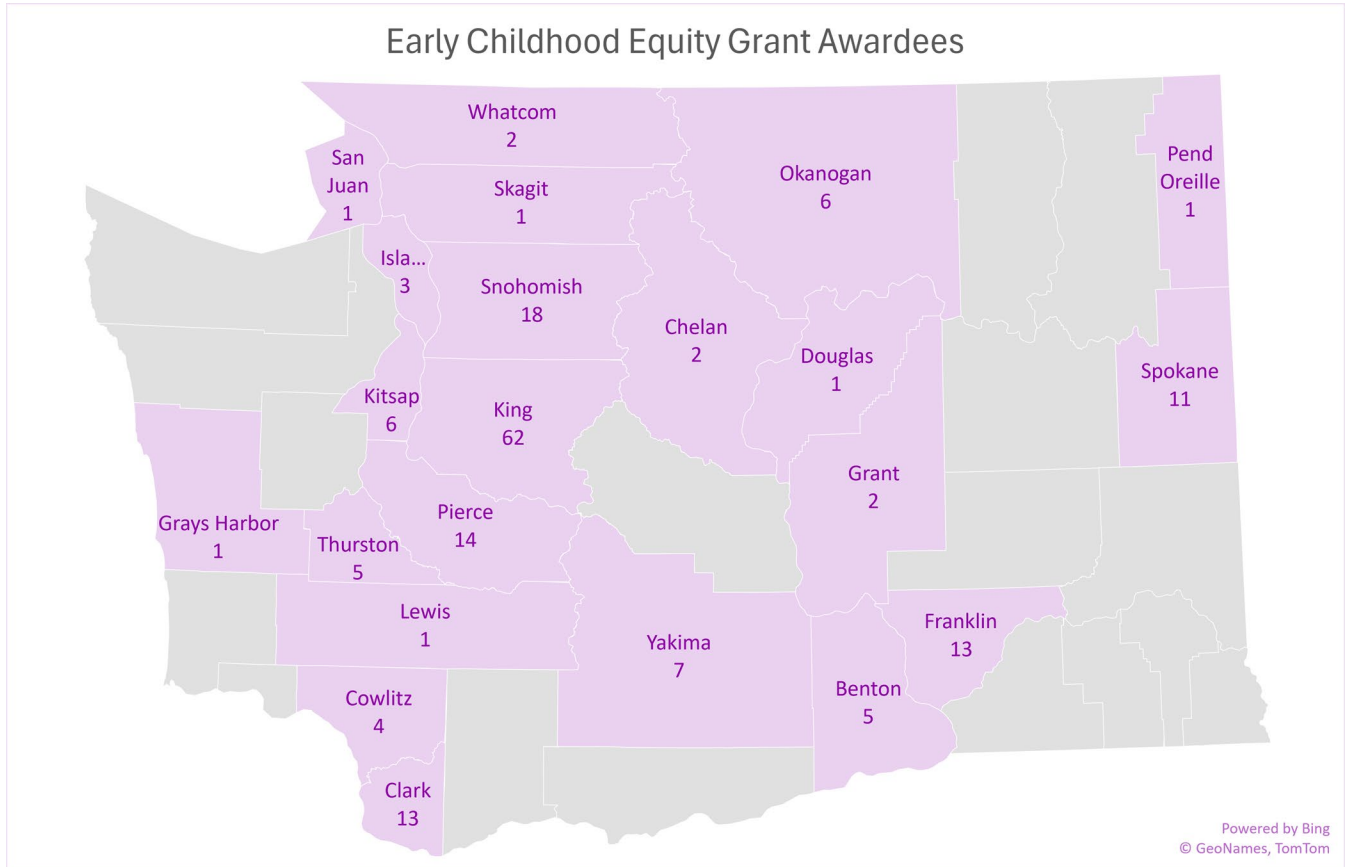 Early Childhood Equity Grant Awardees
Whatcom
2
San
Juan
1
Skagit
1
Okanogan
6
Pend
Oreille
1
Isla...
3
Snohomish
18
Chelan
2
Douglas
1
Spokane
11
Kitsap
6
King
62
Grant
2
Grays Harbor
1
Thurston
5
Pierce
14
Lewis
1
Yakima
7
Franklin
13
Benton
5
Cowlitz
4
Clark
13
Powered by Bing
© GeoNames, TomTom